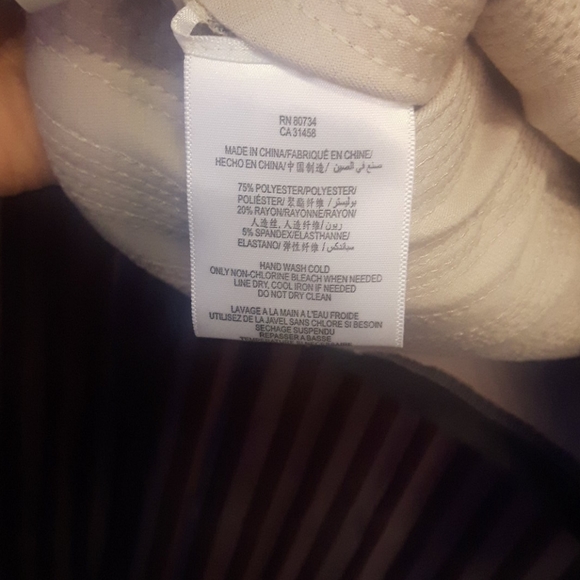 RN 80734
CA 31458
MADE IN CHINA/FABRIQUÉ EN CHINE/
HECHO EN CHINA/中国制造/ صنع في الصين
75% POLYESTER/POLYESTER/
POLIÉSTER/ 聚酯纤维 / بوليستر
20% RAYON/RAYONNE/RAYON/
人造丝, 人造纤维 / ريون
5% SPANDEX/ELASTHANNE/
ELASTANO/ 弹性纤维 / سباندكس
HAND WASH COLD
ONLY NON-CHLORINE BLEACH WHEN NEEDED
LINE DRY, COOL IRON IF NEEDED
DO NOT DRY CLEAN
LAVAGE A LA MAIN A L'EAU FROIDE
UTILISEZ DE LA JAVEL SANS CHLORE SI BESOIN
SECHAGE SUSPENDU
REPASSER A BASSE